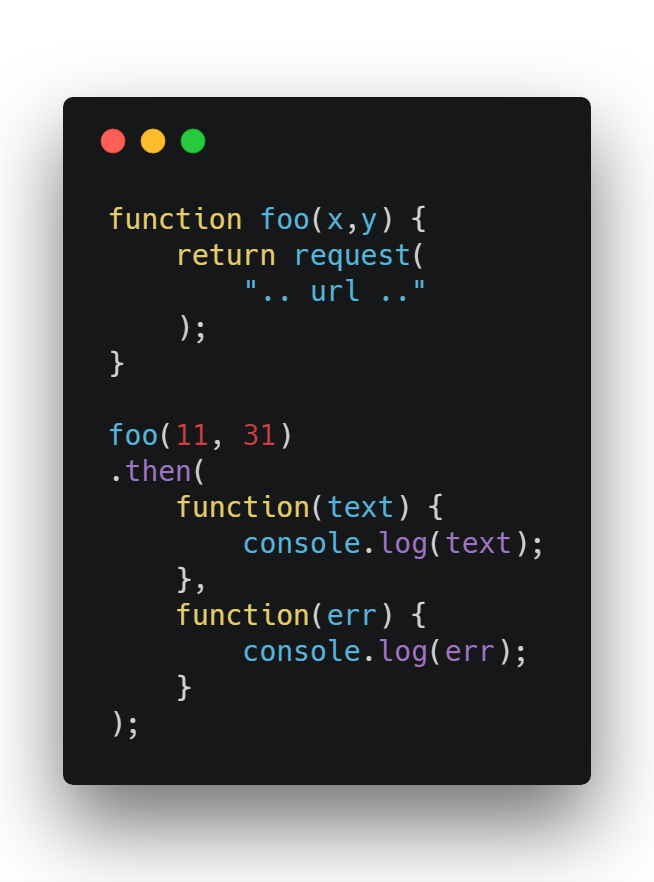 function foo(x,y) {
    return request(
        ".. url .."
    );
}

foo(11, 31)
.then(
    function(text) {
        console.log(text);
    },
    function(err) {
        console.log(err);
    }
);